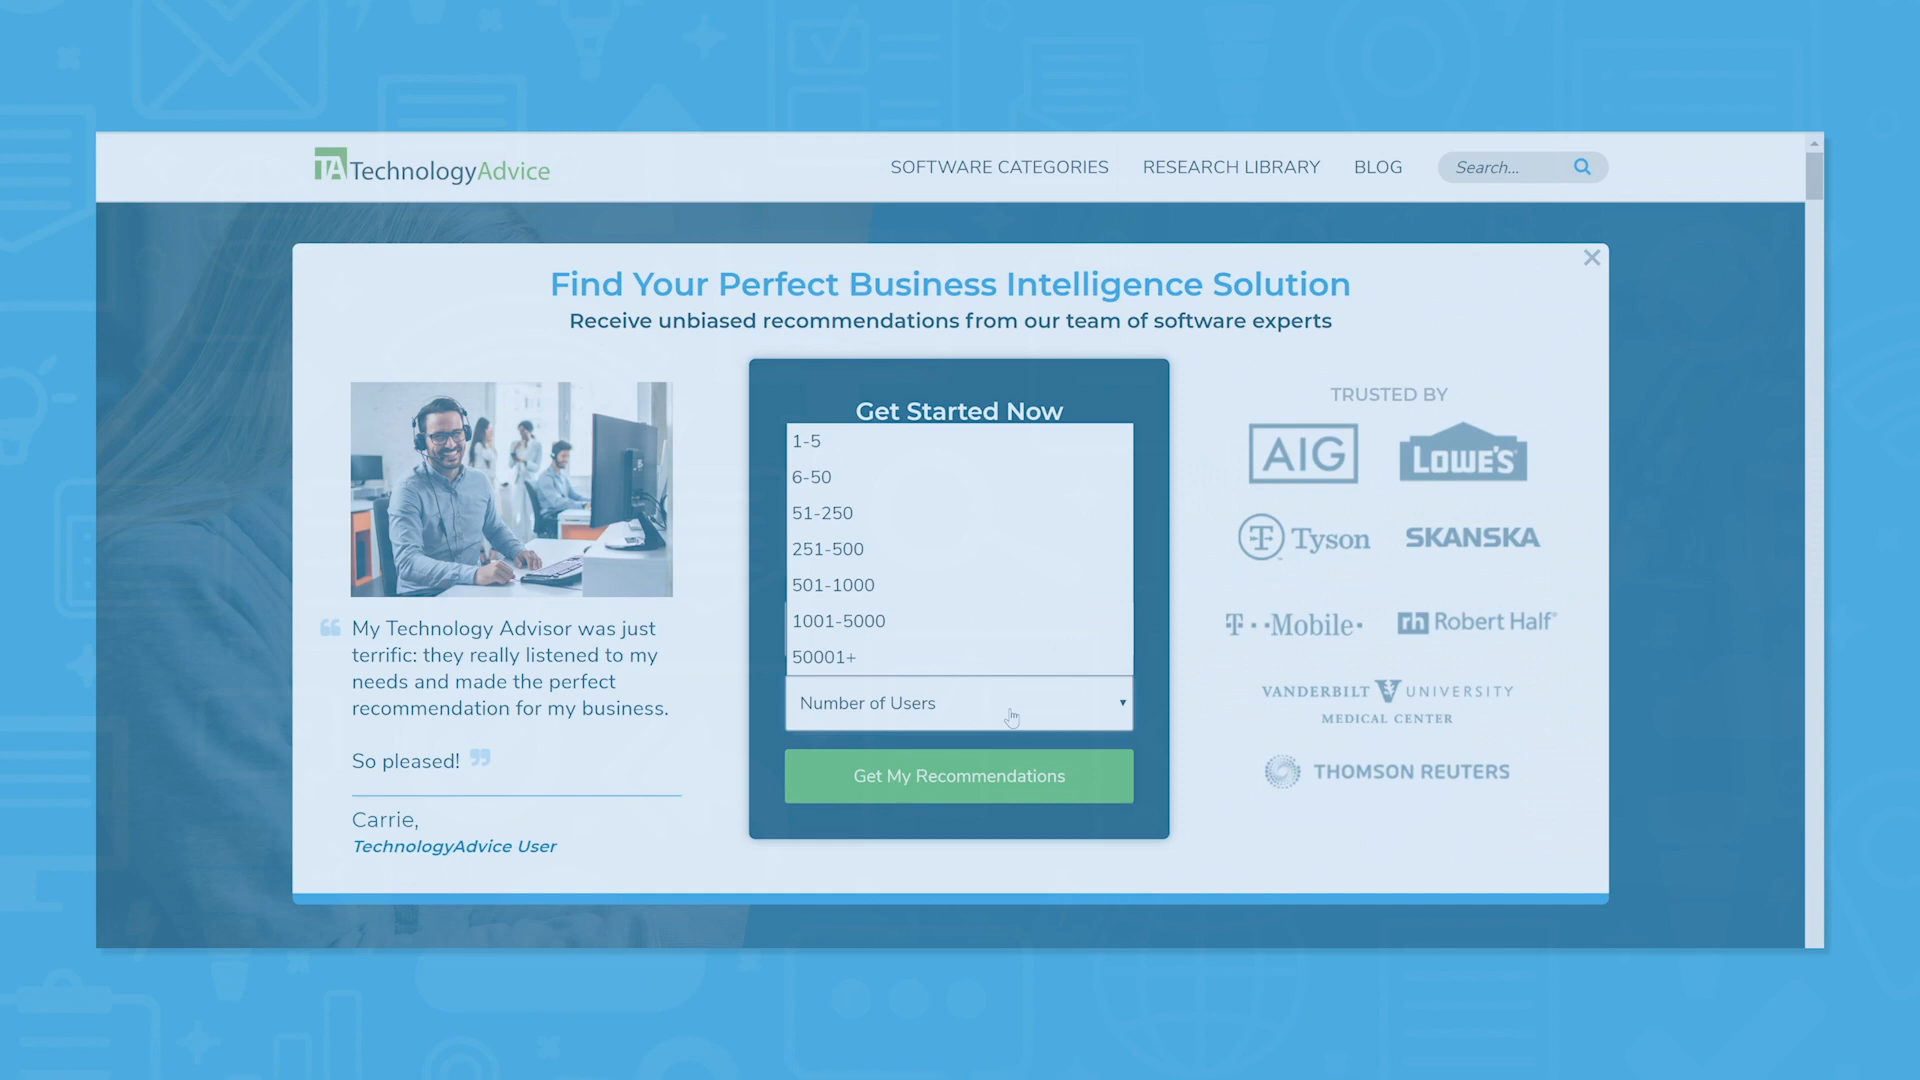 TA TechnologyAdvice
SOFTWARE CATEGORIES
RESEARCH LIBRARY
BLOG
Search...
Find Your Perfect Business Intelligence Solution
Receive unbiased recommendations from our team of software experts
“ My Technology Advisor was just
terrific: they really listened to my
needs and made the perfect
recommendation for my business.
So pleased! ”
Carrie,
TechnologyAdvice User
Get Started Now
1-5
6-50
51-250
251-500
501-1000
1001-5000
50001+
Number of Users
Get My Recommendations
TRUSTED BY
AIG
LOWE'S
T Tyson
SKANSKA
T··Mobile·
rh Robert Half®
VANDERBILT V UNIVERSITY
MEDICAL CENTER
THOMSON REUTERS